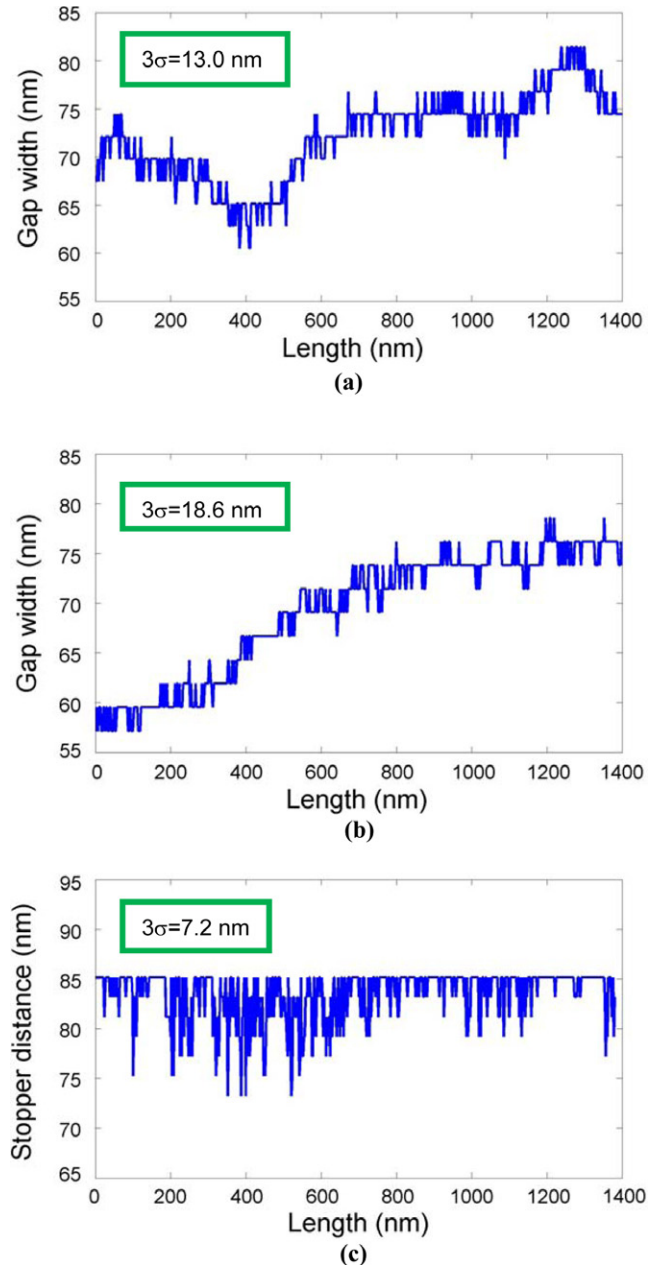 85
3σ=13.0 nm
80
75
70
65
60
55
Gap width (nm)
0 200 400 600 800 1000 1200 1400
Length (nm)
(a)
85
3σ=18.6 nm
80
75
70
65
60
55
Gap width (nm)
0 200 400 600 800 1000 1200 1400
Length (nm)
(b)
95
3σ=7.2 nm
90
85
80
75
70
65
Stopper distance (nm)
0 200 400 600 800 1000 1200 1400
Length (nm)
(c)